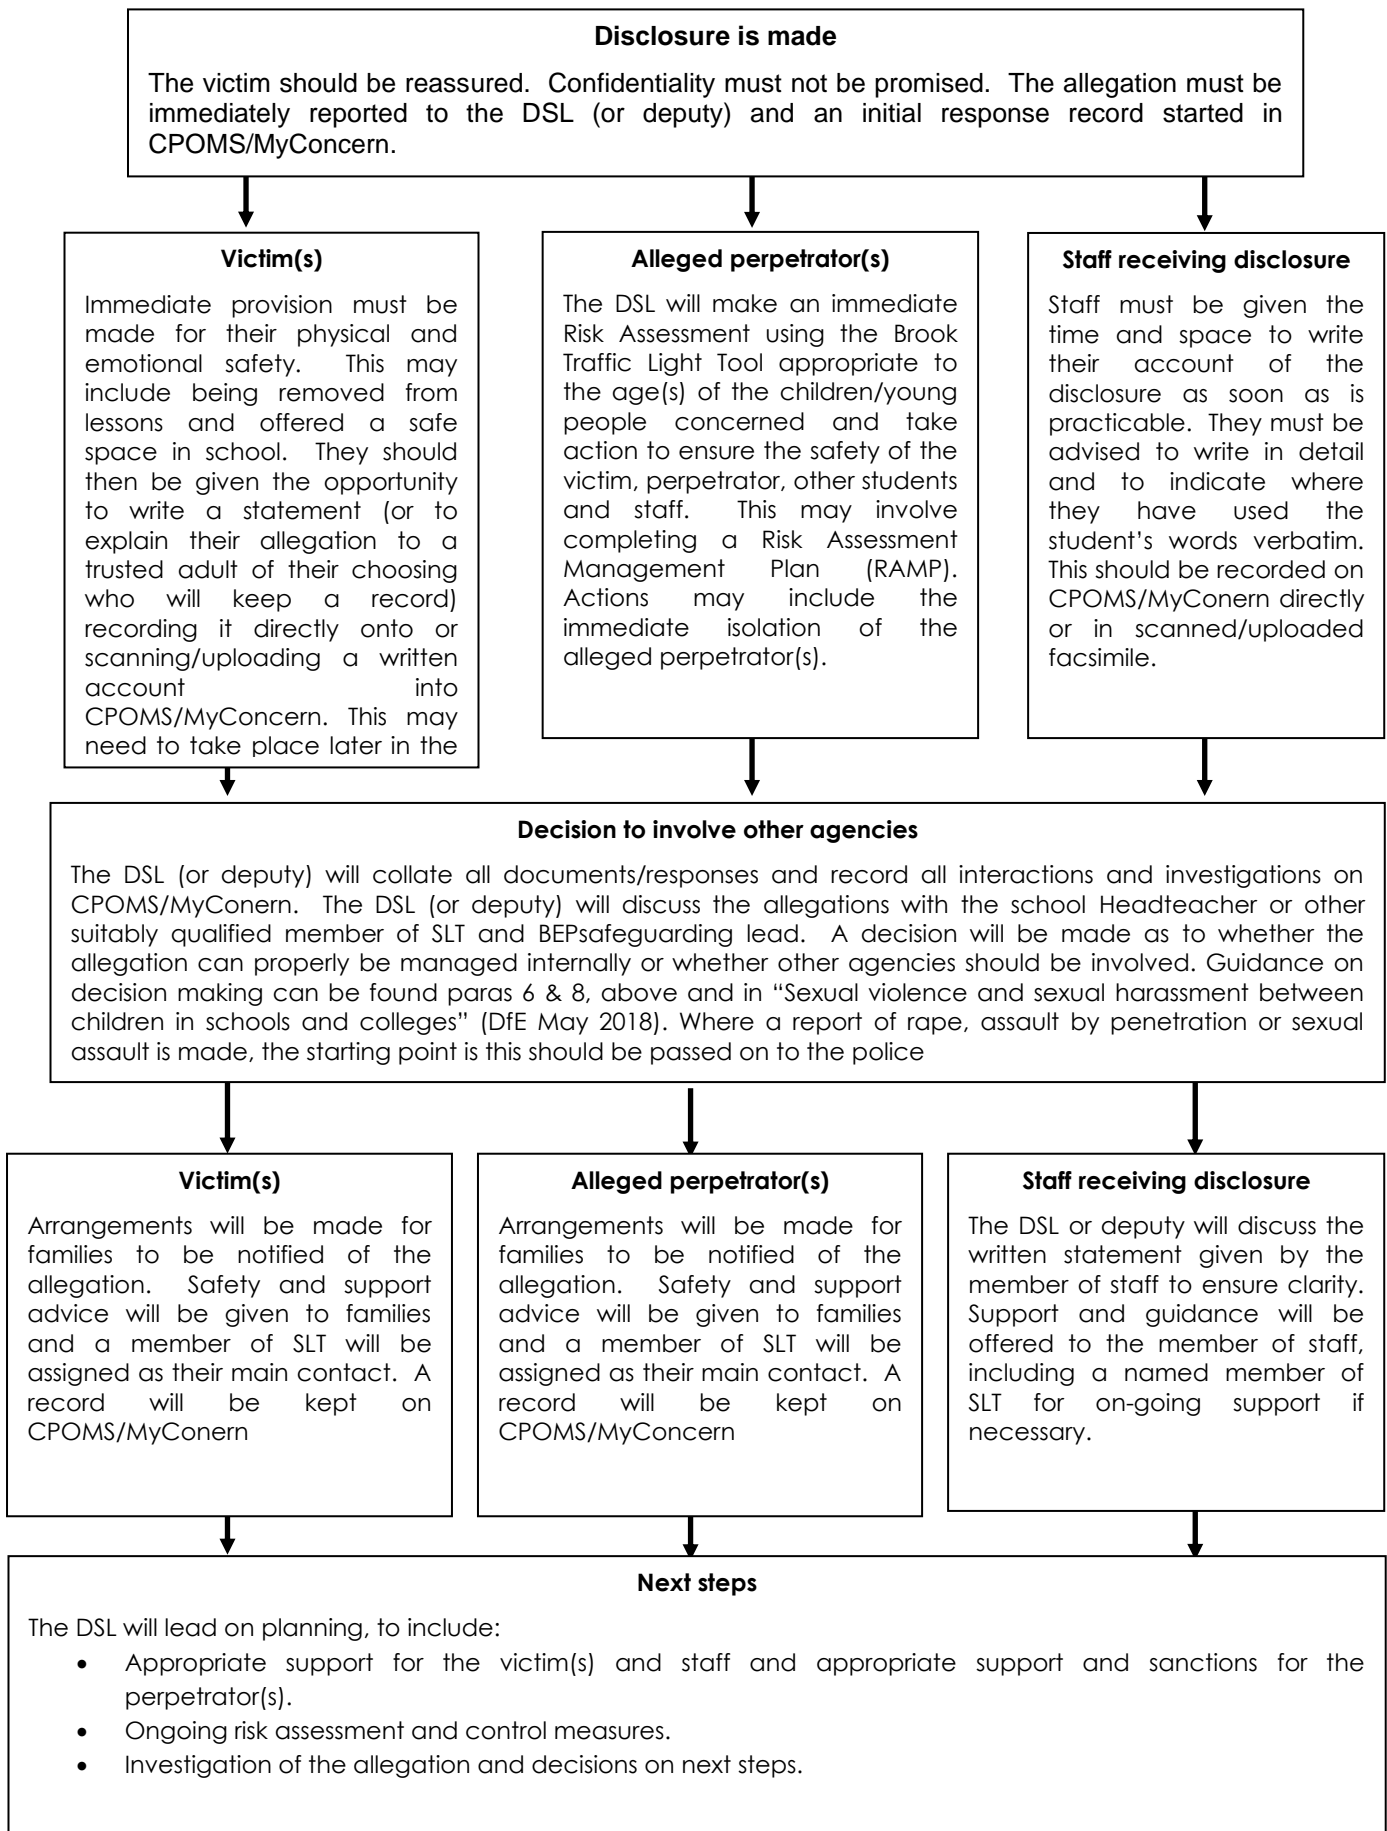 Disclosure is made
The victim should be reassured. Confidentiality must not be promised. The allegation must be
immediately reported to the DSL (or deputy) and an initial response record started in
CPOMS/MyConcern.
Victim(s)
Immediate provision must be
made for their physical and
emotional safety. This may
include being removed from
lessons and offered a safe
space in school. They should
then be given the opportunity
to write a statement (or to
explain their allegation to a
trusted adult of their choosing
who will keep a record)
recording it directly onto or
scanning/uploading a written
account into
CPOMS/MyConcern. This may
need to take place later in the
Alleged perpetrator(s)
The DSL will make an immediate
Risk Assessment using the Brook
Traffic Light Tool appropriate to
the age(s) of the children/young
people concerned and take
action to ensure the safety of the
victim, perpetrator, other students
and staff. This may involve
completing a Risk Assessment
Management Plan (RAMP).
Actions may include the
immediate isolation of the
alleged perpetrator(s).
Staff receiving disclosure
Staff must be given the
time and space to write
their account of the
disclosure as soon as is
practicable. They must be
advised to write in detail
and to indicate where
they have used the
student's words verbatim.
This should be recorded on
CPOMS/MyConern directly
or in scanned/uploaded
facsimile.
Decision to involve other agencies
The DSL (or deputy) will collate all documents/responses and record all interactions and investigations on
CPOMS/MyConern. The DSL (or deputy) will discuss the allegations with the school Headteacher or other
suitably qualified member of SLT and BEPsafeguarding lead. A decision will be made as to whether the
allegation can properly be managed internally or whether other agencies should be involved. Guidance on
decision making can be found paras 6 & 8, above and in “Sexual violence and sexual harassment between
children in schools and colleges” (DfE May 2018). Where a report of rape, assault by penetration or sexual
assault is made, the starting point is this should be passed on to the police
Victim(s)
Arrangements will be made for
families to be notified of the
allegation. Safety and support
advice will be given to families
and a member of SLT will be
assigned as their main contact. A
record will be kept on
CPOMS/MyConern
Alleged perpetrator(s)
Arrangements will be made for
families to be notified of the
allegation. Safety and support
advice will be given to families
and a member of SLT will be
assigned as their main contact. A
record will be kept on
CPOMS/MyConcern
Staff receiving disclosure
The DSL or deputy will discuss the
written statement given by the
member of staff to ensure clarity.
Support and guidance will be
offered to the member of staff,
including a named member of
SLT for on-going support if
necessary.
Next steps
The DSL will lead on planning, to include:
• Appropriate support for the victim(s) and staff and appropriate support and sanctions for the
perpetrator(s).
• Ongoing risk assessment and control measures.
• Investigation of the allegation and decisions on next steps.